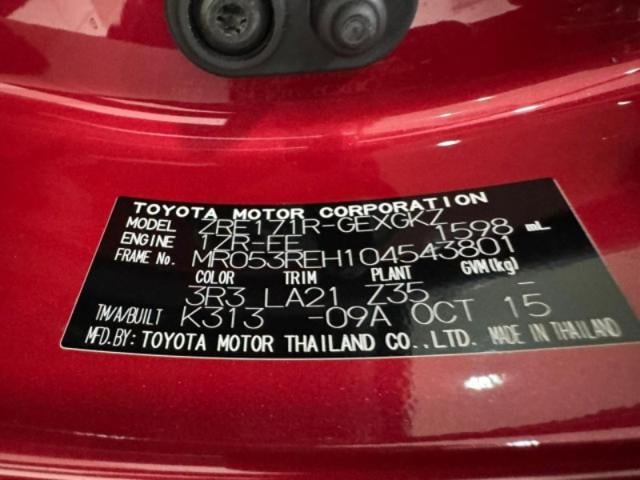 TOYOTA MOTOR CORPORATION
MODEL ZRE171R-GEXGKZ
ENGINE 1ZR-FE 1598 mL
FRAME No. MR053REH104543801
COLOR TRIM GVM(kg)
3R3 LA21 Z35 -
TM/A/BUILT K313 -09A OCT 15
MFD.BY: TOYOTA MOTOR THAILAND CO.,LTD. MADE IN THAILAND